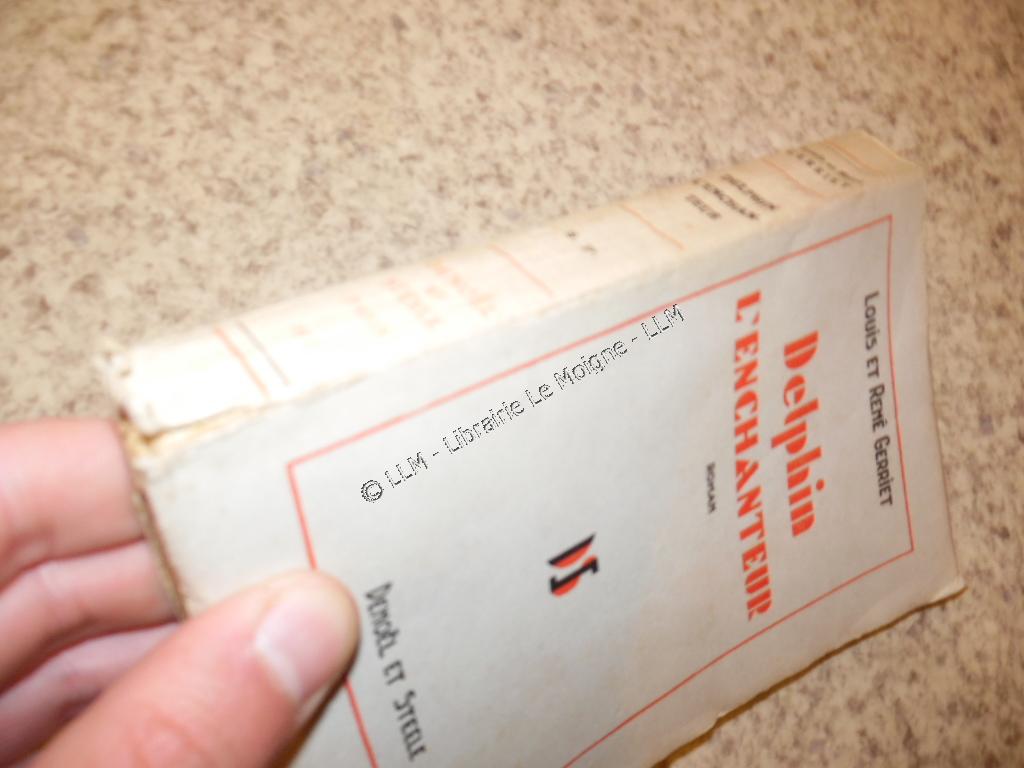 Louis et René Gerriet
Delphin
L'ENCHANTEUR
ROMAN
DS
Denoël et Steele
© LLM - Librairie Le Moigne - LLM